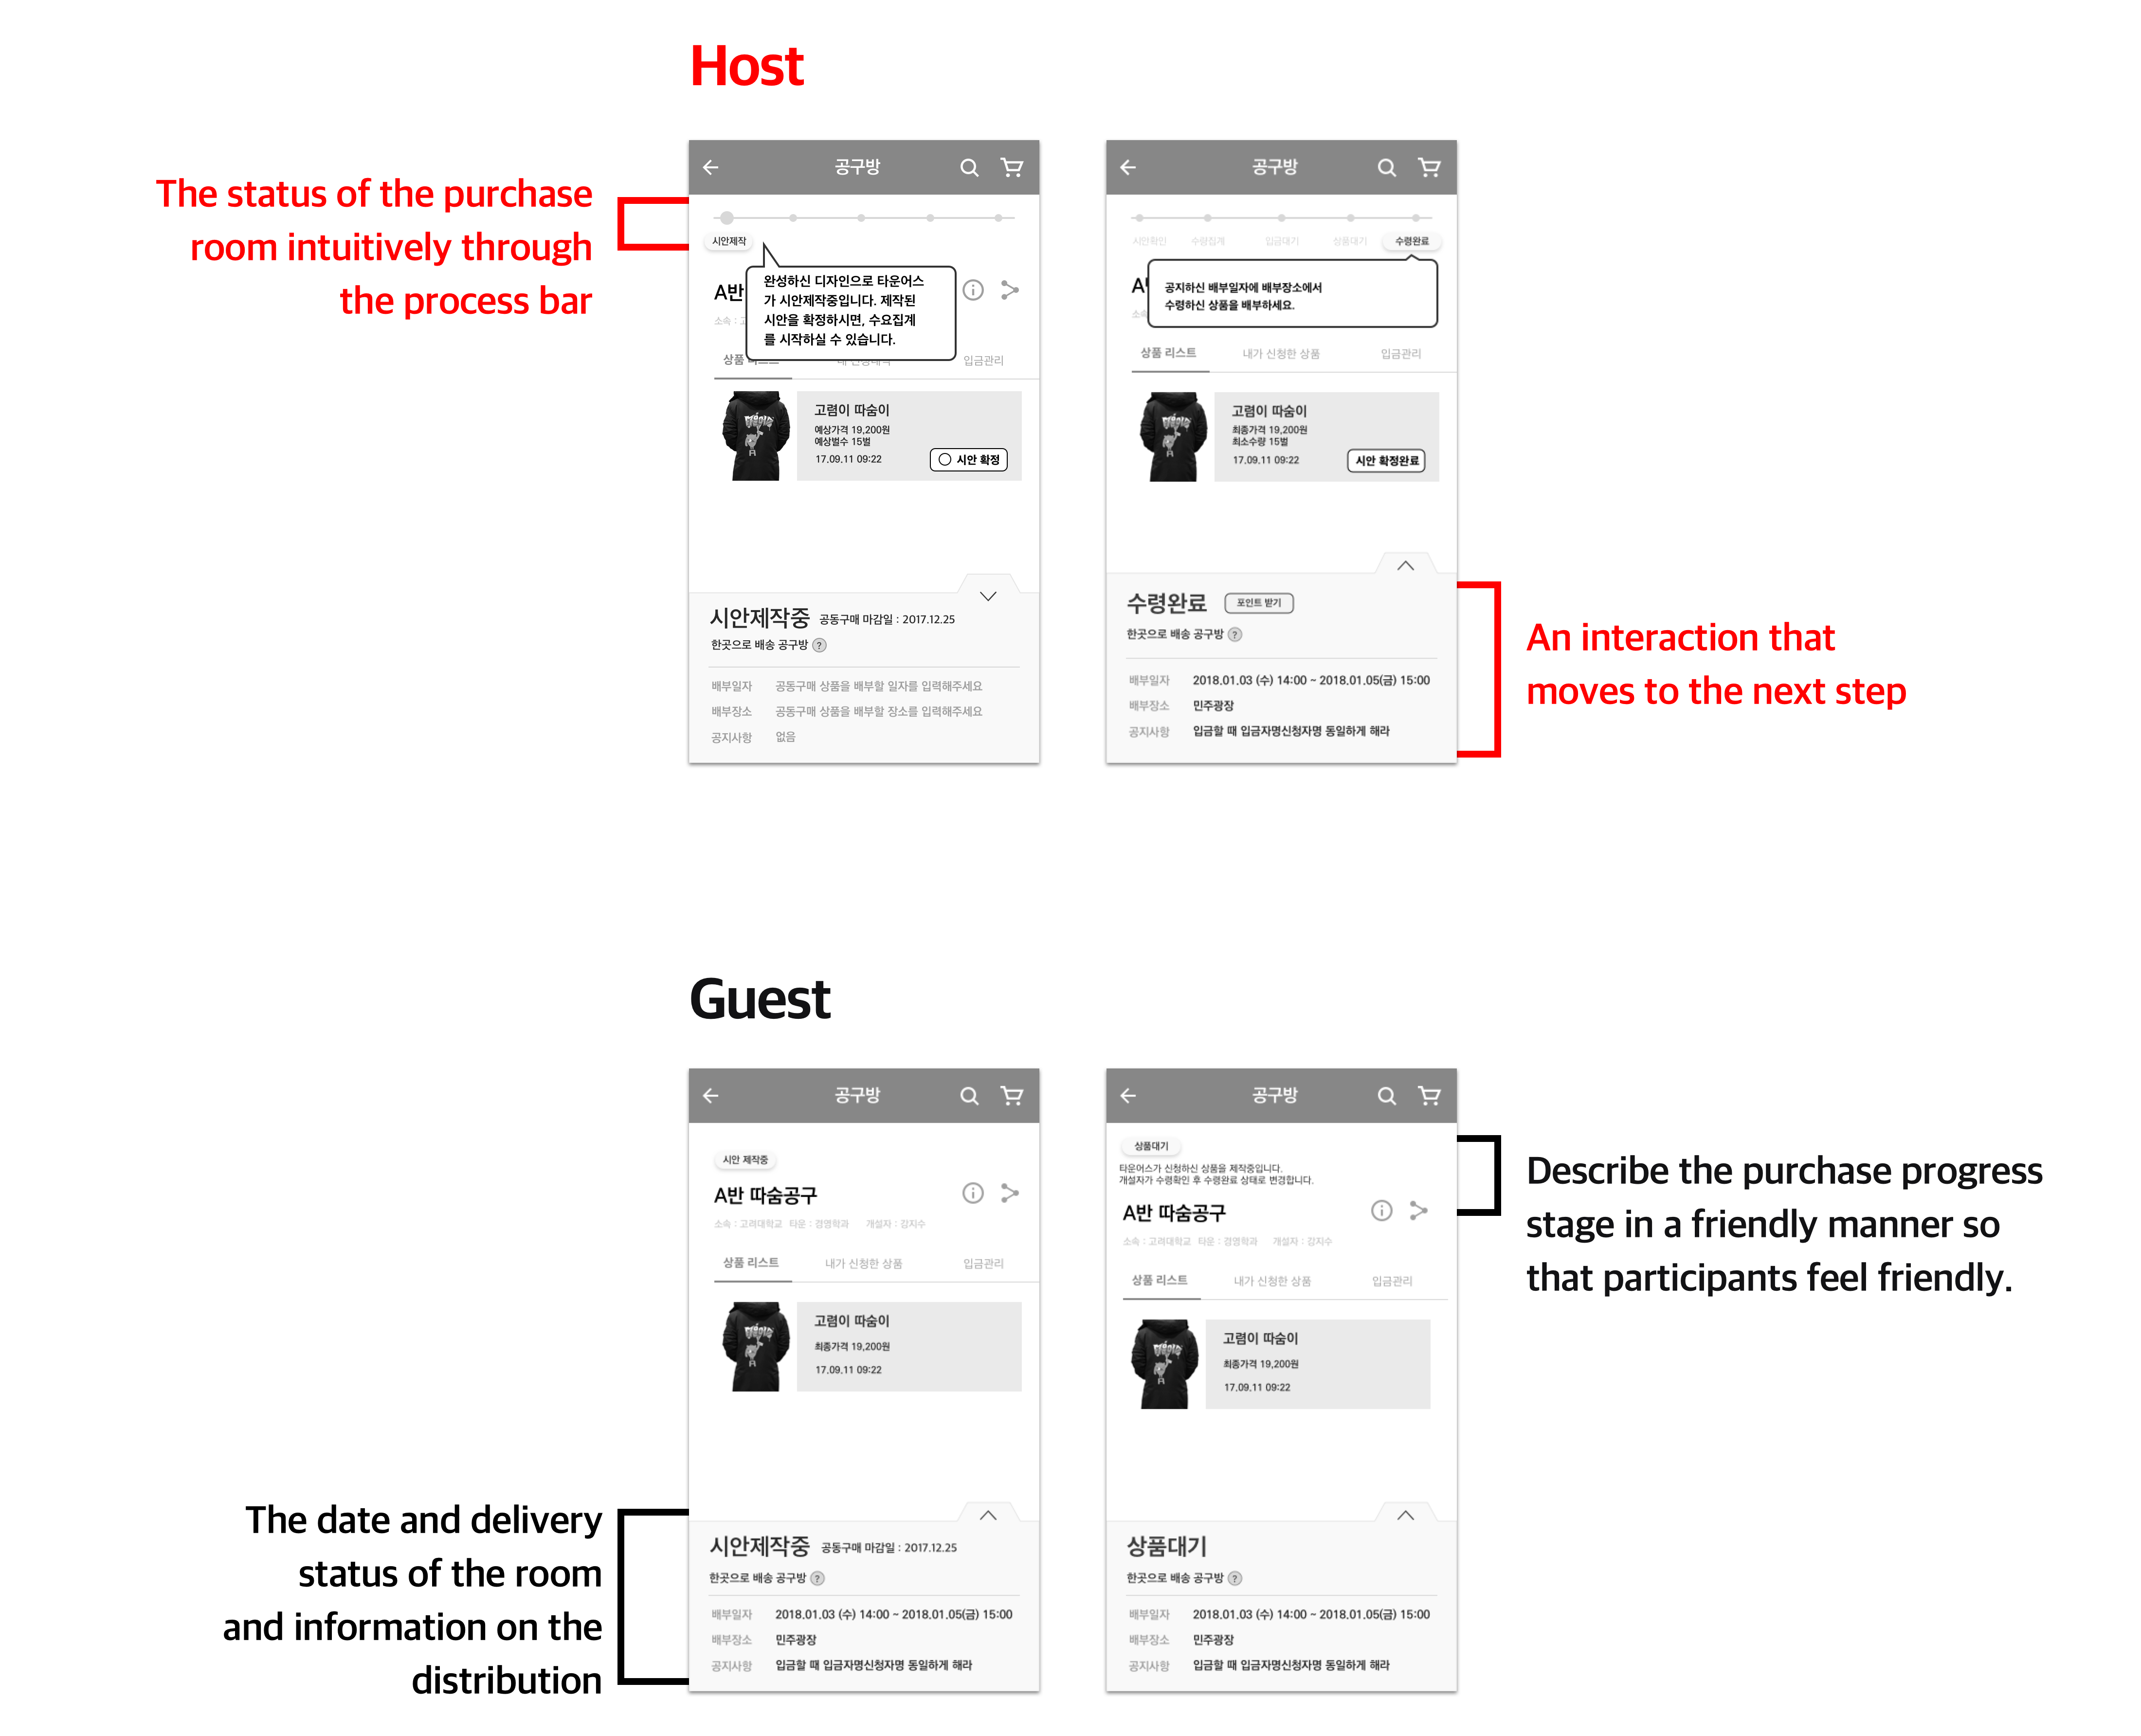 Host
The status of the purchase
room intuitively through
the process bar
공구방
시안제작
완성하신 디자인으로 타운어스
가 시안제작중입니다. 제작된
시안을 확정하시면, 수요집계
를 시작하실 수 있습니다.
A반
소속 : 고
상품 리스트
내 신청내역
입금관리
고렴이 따숨이
예상가격 19,200원
예상벌수 15벌
17.09.11 09:22
시안 확정
시안제작중 공동구매 마감일 : 2017.12.25
한곳으로 배송 공구방 ?
배부일자 공동구매 상품을 배부할 일자를 입력해주세요
배부장소 공동구매 상품을 배부할 장소를 입력해주세요
공지사항 없음
공구방
시안확인 수량집계 입금대기 상품대기 수령완료
공지하신 배부일자에 배부장소에서
수령하신 상품을 배부하세요.
소속
상품 리스트 내가 신청한 상품 입금관리
고렴이 따숨이
최종가격 19,200원
최소수량 15벌
17.09.11 09:22
시안 확정완료
수령완료 포인트 받기
한곳으로 배송 공구방 ?
배부일자 2018.01.03 (수) 14:00 ~ 2018.01.05(금) 15:00
배부장소 민주광장
공지사항 입금할 때 입금자명신청자명 동일하게 해라
An interaction that
moves to the next step
Guest
공구방
시안 제작중
A반 따숨공구
소속 : 고려대학교 타운 : 경영학과 개설자 : 김지수
상품 리스트 내가 신청한 상품 입금관리
고렴이 따숨이
최종가격 19,200원
17.09.11 09:22
시안제작중 공동구매 마감일 : 2017.12.25
한곳으로 배송 공구방 ?
배부일자 2018.01.03 (수) 14:00 ~ 2018.01.05(금) 15:00
배부장소 민주광장
공지사항 입금할 때 입금자명신청자명 동일하게 해라
The date and delivery
status of the room
and information on the
distribution
공구방
상품대기
타운어스가 신청하신 상품을 제작중입니다.
개설자가 수령확인 후 수령완료 상태로 변경합니다.
A반 따숨공구
소속 : 고려대학교 타운 : 경영학과 개설자 : 김지수
상품 리스트 내가 신청한 상품 입금관리
고렴이 따숨이
최종가격 19,200원
17.09.11 09:22
상품대기
한곳으로 배송 공구방 ?
배부일자 2018.01.03 (수) 14:00 ~ 2018.01.05(금) 15:00
배부장소 민주광장
공지사항 입금할 때 입금자명신청자명 동일하게 해라
Describe the purchase progress
stage in a friendly manner so
that participants feel friendly.